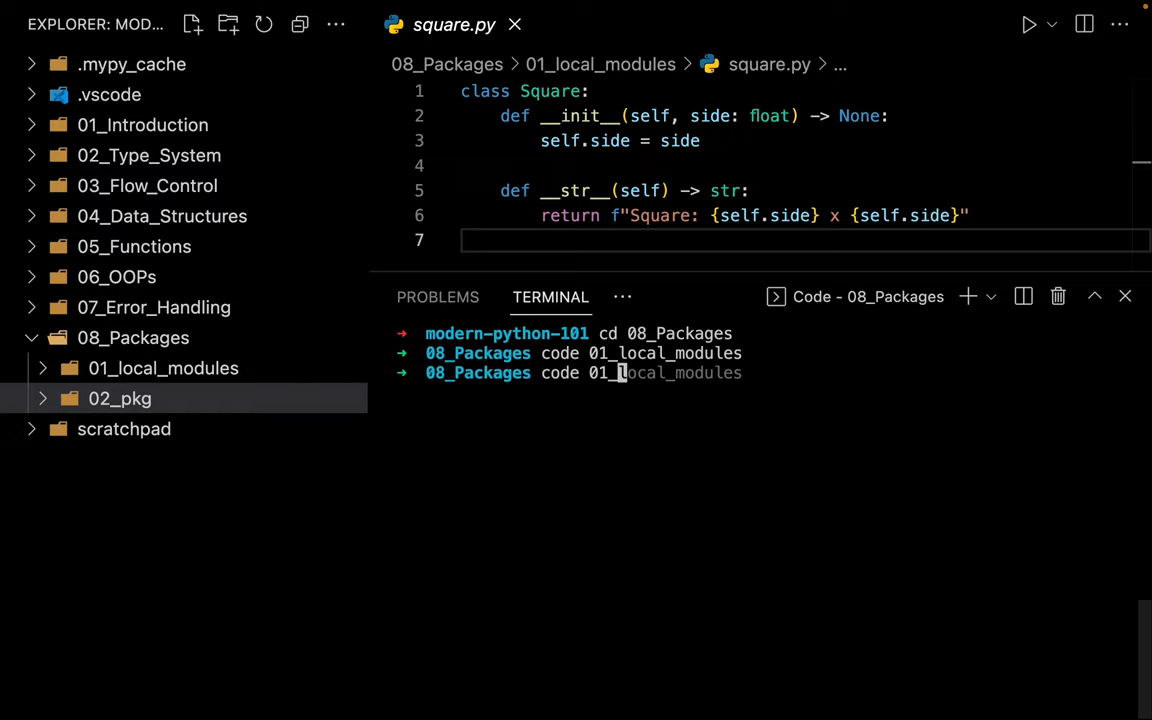 EXPLORER: MOD...
.mypy_cache
.vscode
01_Introduction
02_Type_System
03_Flow_Control
04_Data_Structures
05_Functions
06_OOPs
07_Error_Handling
08_Packages
01_local_modules
02_pkg
scratchpad
square.py
08_Packages > 01_local_modules > square.py > ...
1 class Square:
2 def __init__(self, side: float) -> None:
3 self.side = side
4
5 def __str__(self) -> str:
6 return f"Square: {self.side} x {self.side}"
7
PROBLEMS TERMINAL ... Code - 08_Packages
→ modern-python-101 cd 08_Packages
→ 08_Packages code 01_local_modules
→ 08_Packages code 01_local_modules